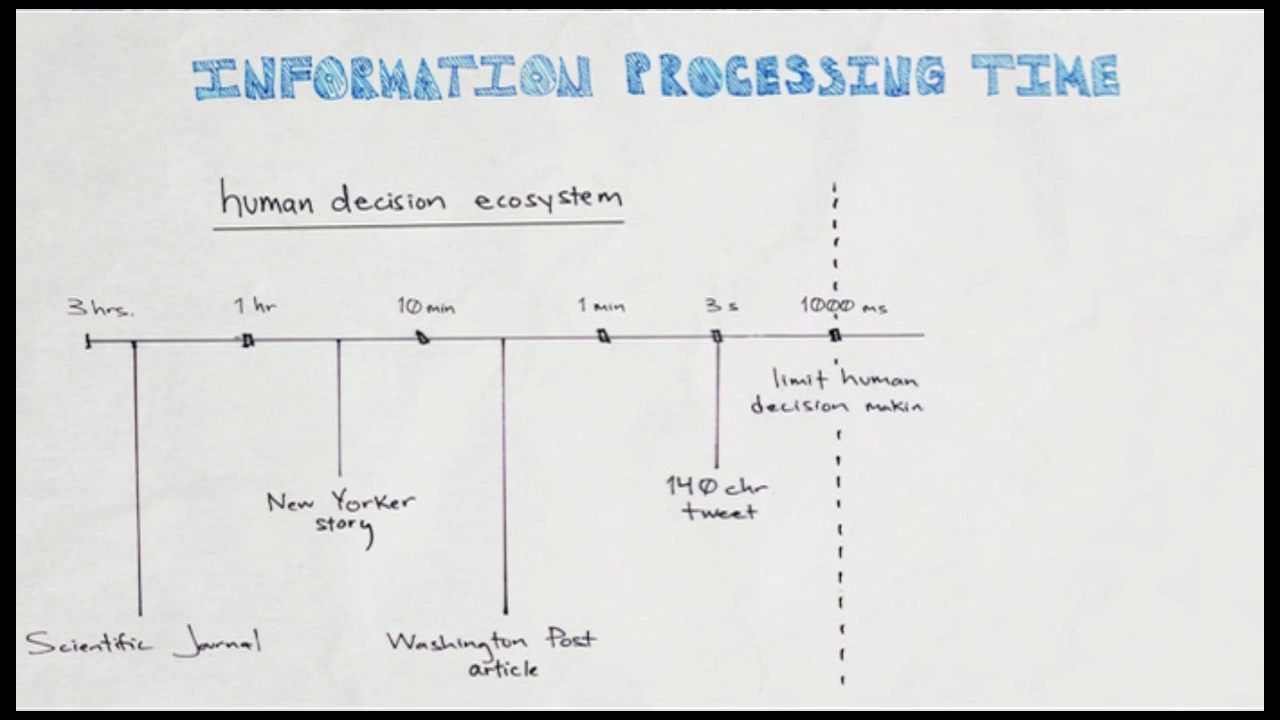 INFORMATION PROCESSING TIME
human decision ecosystem
3 hrs.
1 hr
10 min
1 min
3 s
1000 ms
limit human
decision makin
New Yorker
story
140 chr
tweet
Scientific Journal
Washington Post
article